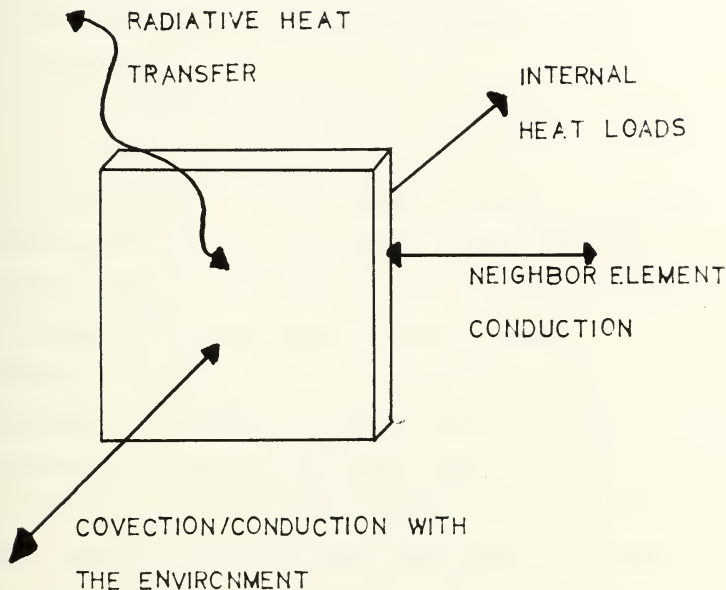 RADIATIVE HEAT
TRANSFER
INTERNAL
HEAT LOADS
NEIGHBOR ELEMENT
CONDUCTION
COVECTION/CONDUCTION WITH
THE ENVIRCNMENT